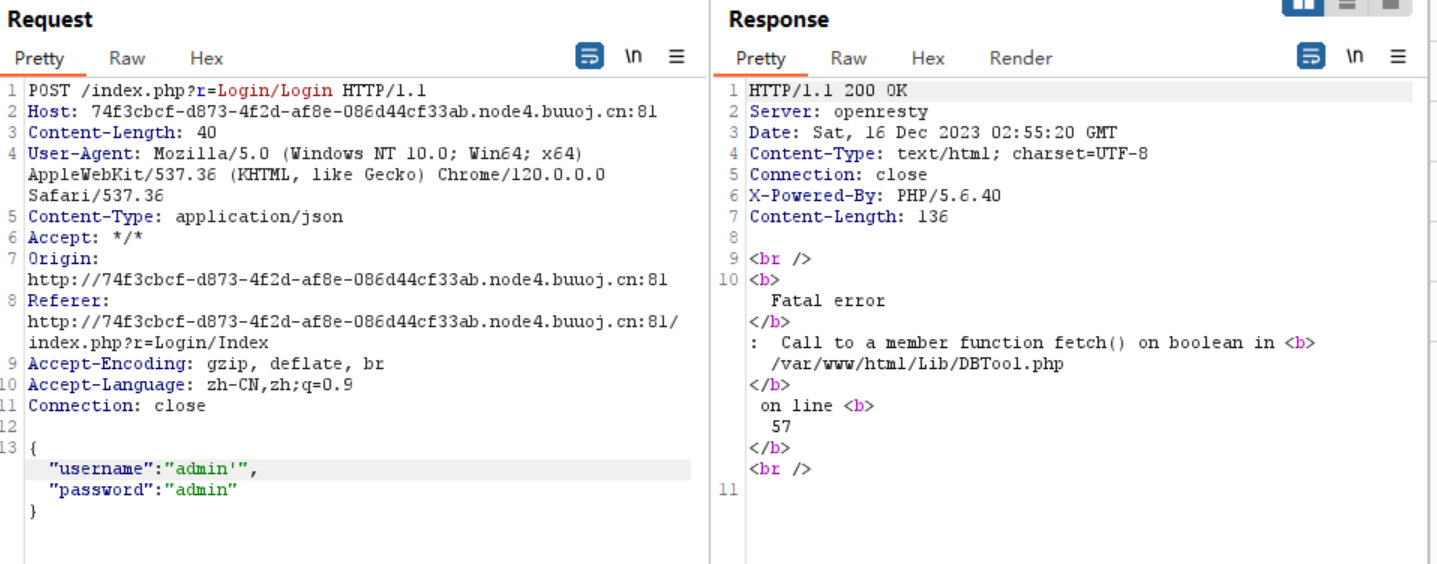 Request
Pretty Raw Hex \n
1 POST /index.php?r=Login/Login HTTP/1.1
2 Host: 74f3cbcf-d873-4f2d-af8e-086d44cf33ab.node4.buuoj.cn:81
3 Content-Length: 40
4 User-Agent: Mozilla/5.0 (Windows NT 10.0; Win64; x64)
AppleWebKit/537.36 (KHTML, like Gecko) Chrome/120.0.0.0
Safari/537.36
5 Content-Type: application/json
6 Accept: */*
7 Origin:
http://74f3cbcf-d873-4f2d-af8e-086d44cf33ab.node4.buuoj.cn:81
8 Referer:
http://74f3cbcf-d873-4f2d-af8e-086d44cf33ab.node4.buuoj.cn:81/
index.php?r=Login/Index
9 Accept-Encoding: gzip, deflate, br
10 Accept-Language: zh-CN,zh;q=0.9
11 Connection: close
12
13 {
"username":"admin'",
"password":"admin"
}
Response
Pretty Raw Hex Render \n
1 HTTP/1.1 200 OK
2 Server: openresty
3 Date: Sat, 16 Dec 2023 02:55:20 GMT
4 Content-Type: text/html; charset=UTF-8
5 Connection: close
6 X-Powered-By: PHP/5.6.40
7 Content-Length: 136
8
9 <br />
10 <b>
Fatal error
</b>
: Call to a member function fetch() on boolean in <b>
/var/www/html/Lib/DBTool.php
</b>
on line <b>
57
</b>
<br />
11